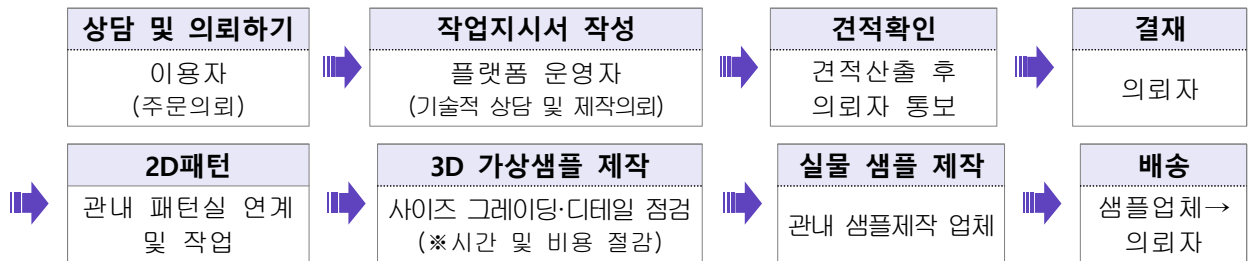 상담 및 의뢰하기
이용자
(주문의뢰)
작업지시서 작성
플랫폼 운영자
(기술적 상담 및 제작의뢰)
견적확인
견적산출 후
의뢰자 통보
결재
의뢰자
2D패턴
관내 패턴실 연계
및 작업
3D 가상샘플 제작
사이즈 그레이딩·디테일 점검
(※시간 및 비용 절감)
실물 샘플 제작
관내 샘플제작 업체
배송
샘플업체→
의뢰자